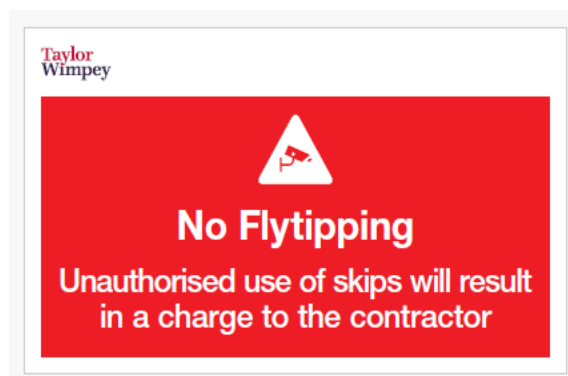 Taylor
Wimpey
No Flytipping
Unauthorised use of skips will result
in a charge to the contractor